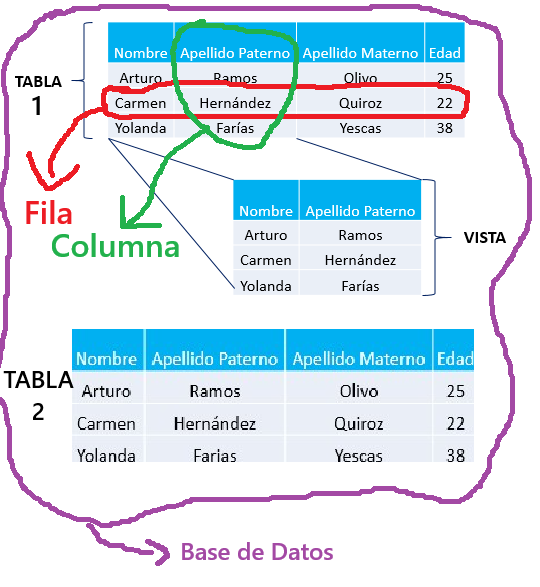 Nombre Apellido Paterno Apellido Materno Edad
TABLA
1
Arturo Ramos Olivo 25
Carmen Hernández Quiroz 22
Yolanda Farías Yescas 38
Fila
Columna
Nombre Apellido Paterno
Arturo Ramos
Carmen Hernández
Yolanda Farías
VISTA
TABLA
2
Nombre Apellido Paterno Apellido Materno Edad
Arturo Ramos Olivo 25
Carmen Hernández Quiroz 22
Yolanda Farias Yescas 38
Base de Datos